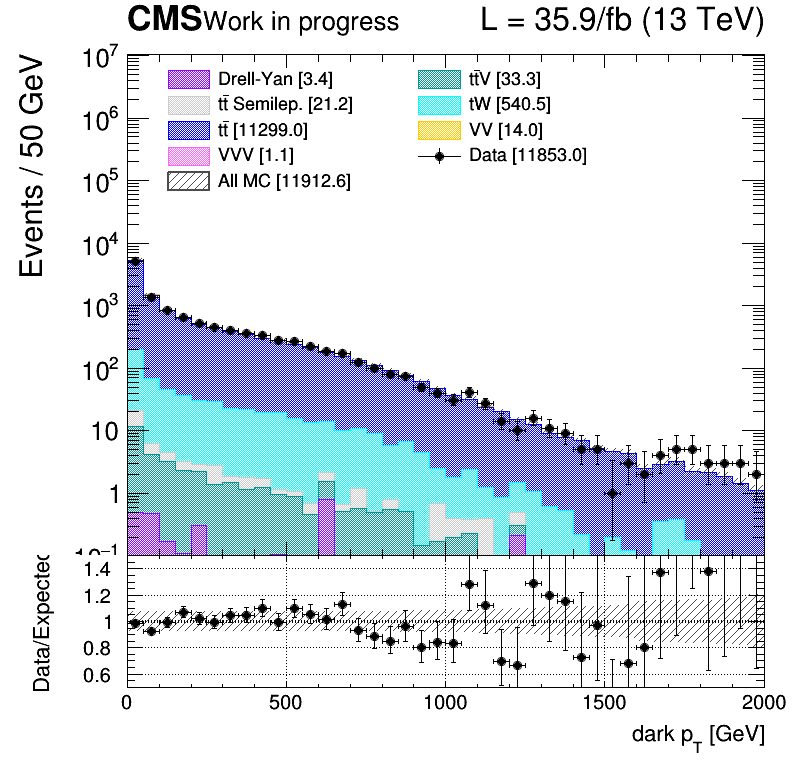 CMS Work in progress L = 35.9/fb (13 TeV)
Events / 50 GeV
10⁷
10⁶
10⁵
10⁴
10³
10²
10
1
10⁻¹
Drell-Yan [3.4]
tt̄V [33.3]
tt̄ Semilep. [21.2]
tW [540.5]
tt̄ [11299.0]
VV [14.0]
VVV [1.1]
Data [11853.0]
All MC [11912.6]
Data/Expected
1.4
1.2
1
0.8
0.6
0 500 1000 1500 2000
dark p_T [GeV]